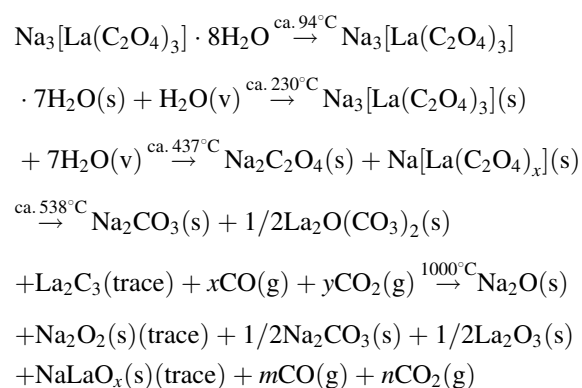 ca. 94°C
Na₃[La(C₂O₄)₃] · 8H₂O → Na₃[La(C₂O₄)₃]
ca. 230°C
· 7H₂O(s) + H₂O(v) → Na₃[La(C₂O₄)₃](s)
ca. 437°C
+ 7H₂O(v) → Na₂C₂O₄(s) + Na[La(C₂O₄)ₓ](s)
ca. 538°C
→ Na₂CO₃(s) + 1/2La₂O(CO₃)₂(s)
1000°C
+La₂C₃(trace) + xCO(g) + yCO₂(g) → Na₂O(s)
+Na₂O₂(s)(trace) + 1/2Na₂CO₃(s) + 1/2La₂O₃(s)
+NaLaOₓ(s)(trace) + mCO(g) + nCO₂(g)